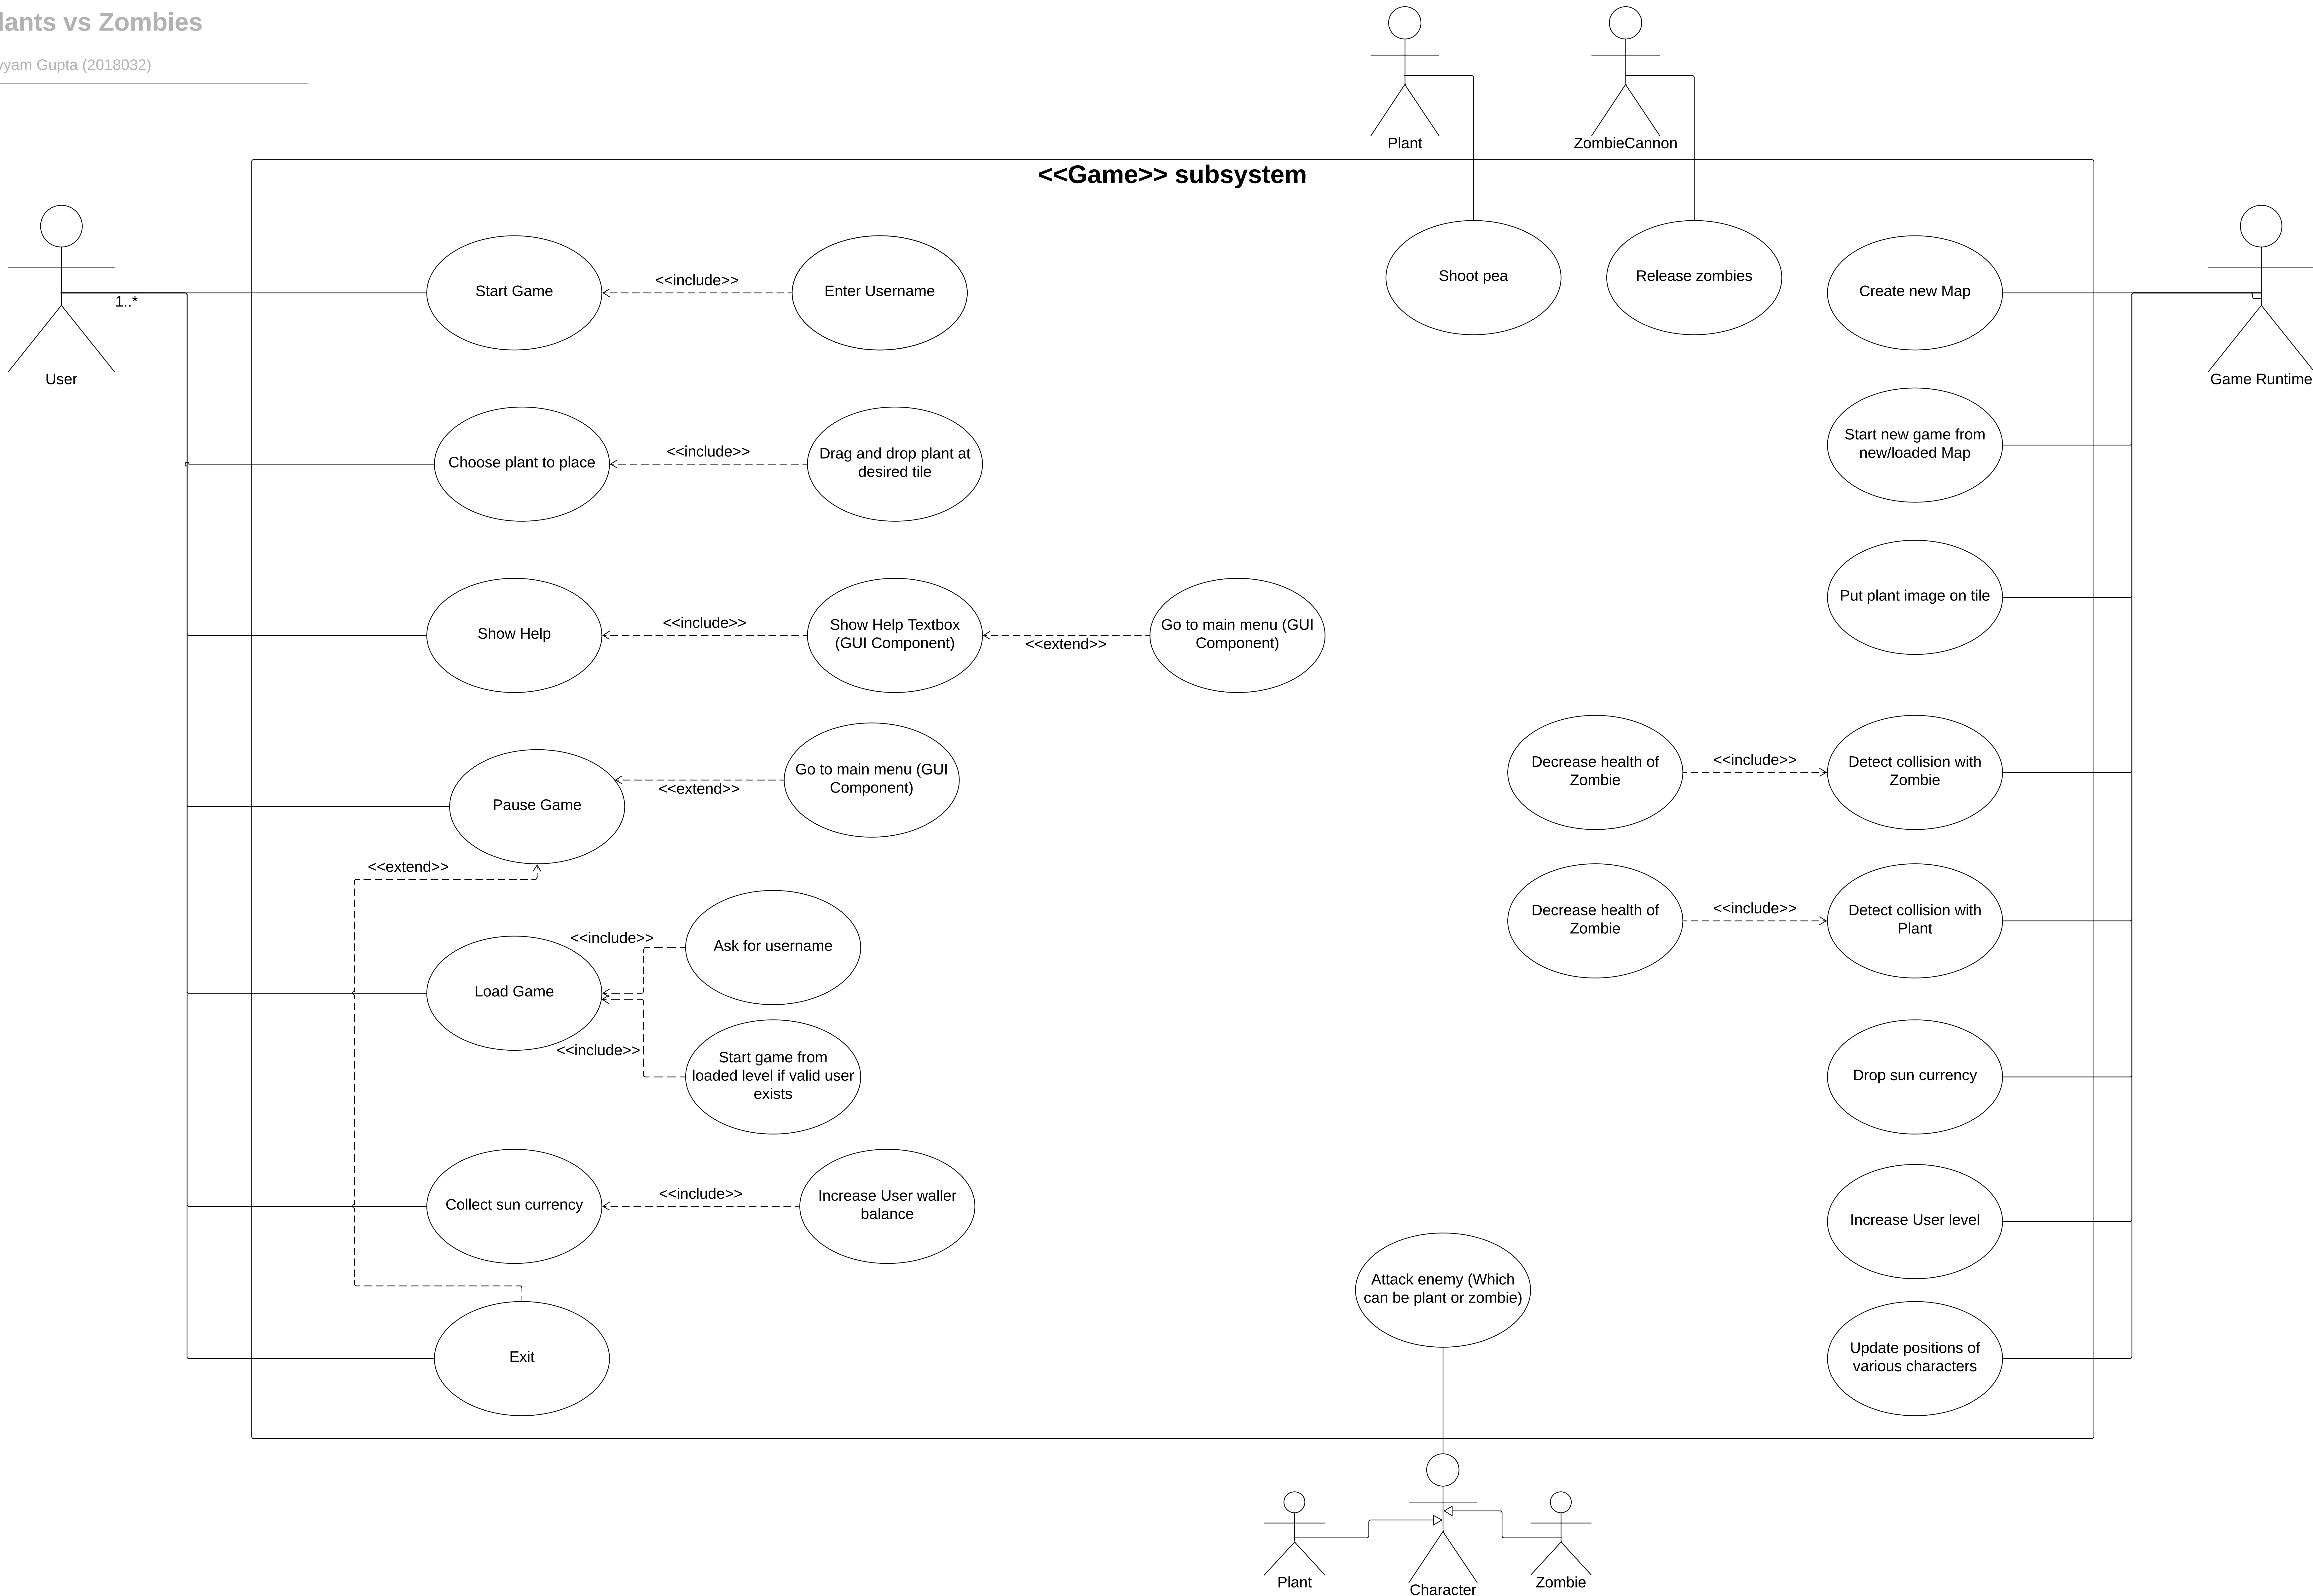 lants vs Zombies
yyam Gupta (2018032)
Plant
ZombieCannon
<<Game>> subsystem
User
1..*
Game Runtime
Start Game
<<include>>
Enter Username
Shoot pea
Release zombies
Create new Map
Choose plant to place
<<include>>
Drag and drop plant at
desired tile
Start new game from
new/loaded Map
Show Help
<<include>>
Show Help Textbox
(GUI Component)
<<extend>>
Go to main menu (GUI
Component)
Put plant image on tile
Pause Game
<<extend>>
Go to main menu (GUI
Component)
Decrease health of
Zombie
<<include>>
Detect collision with
Zombie
<<extend>>
Decrease health of
Zombie
<<include>>
Detect collision with
Plant
Load Game
<<include>>
Ask for username
<<include>>
Start game from
loaded level if valid user
exists
Drop sun currency
Collect sun currency
<<include>>
Increase User waller
balance
Increase User level
Attack enemy (Which
can be plant or zombie)
Exit
Update positions of
various characters
Plant
Character
Zombie